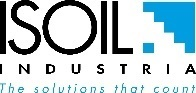 ISOIL
INDUSTRIA
The solutions that count